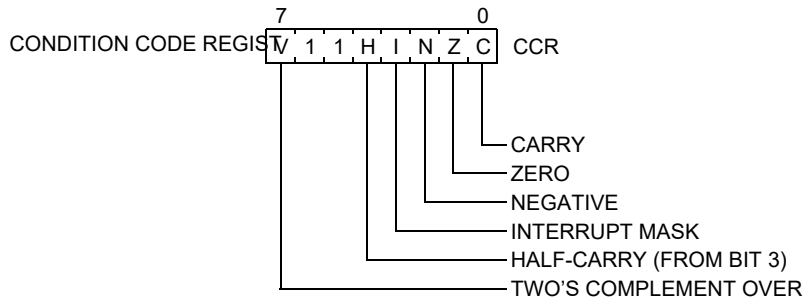 7 0
CONDITION CODE REGIST V 1 1 H I N Z C CCR
CARRY
ZERO
NEGATIVE
INTERRUPT MASK
HALF-CARRY (FROM BIT 3)
TWO'S COMPLEMENT OVER